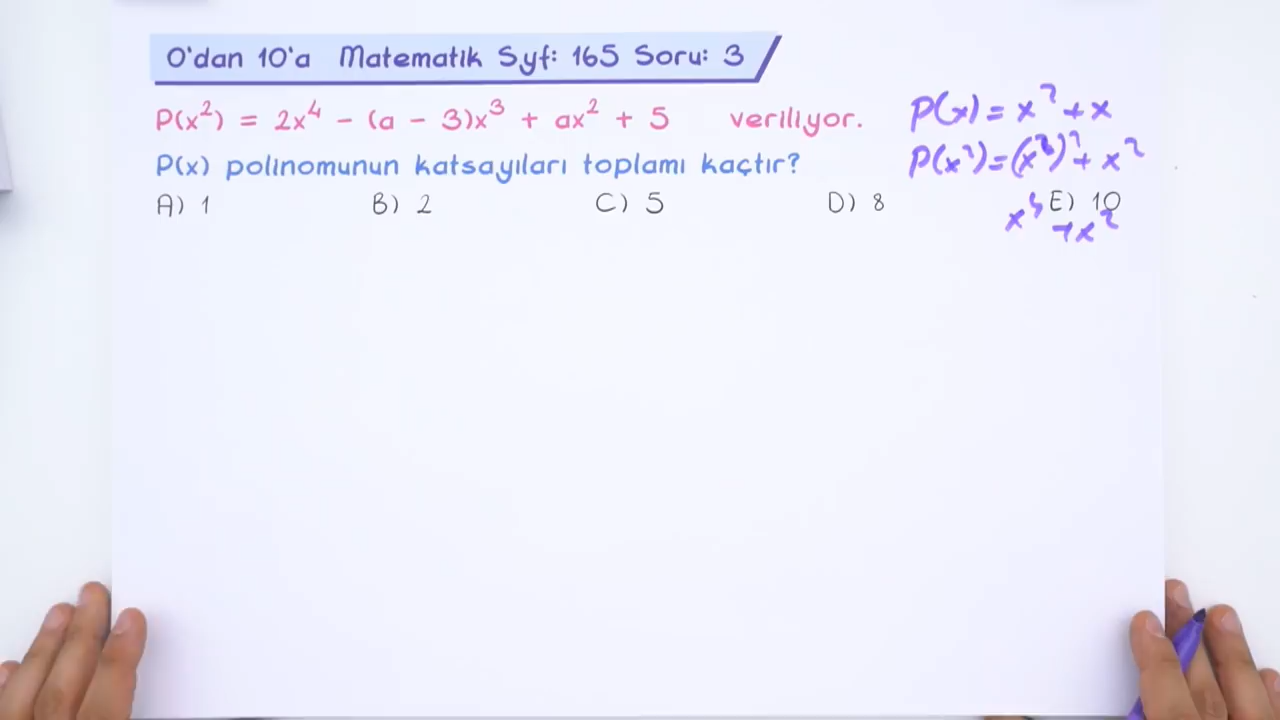 0'dan 10'a Matematik Syf: 165 Soru: 3
P(x²) = 2x⁴ - (a - 3)x³ + ax² + 5 veriliyor.
P(x) polinomunun katsayıları toplamı kaçtır?
A) 1 B) 2 C) 5 D) 8 E) 10
P(x) = x² + x
P(x²) = (x²)² + x²
x⁴ + x²